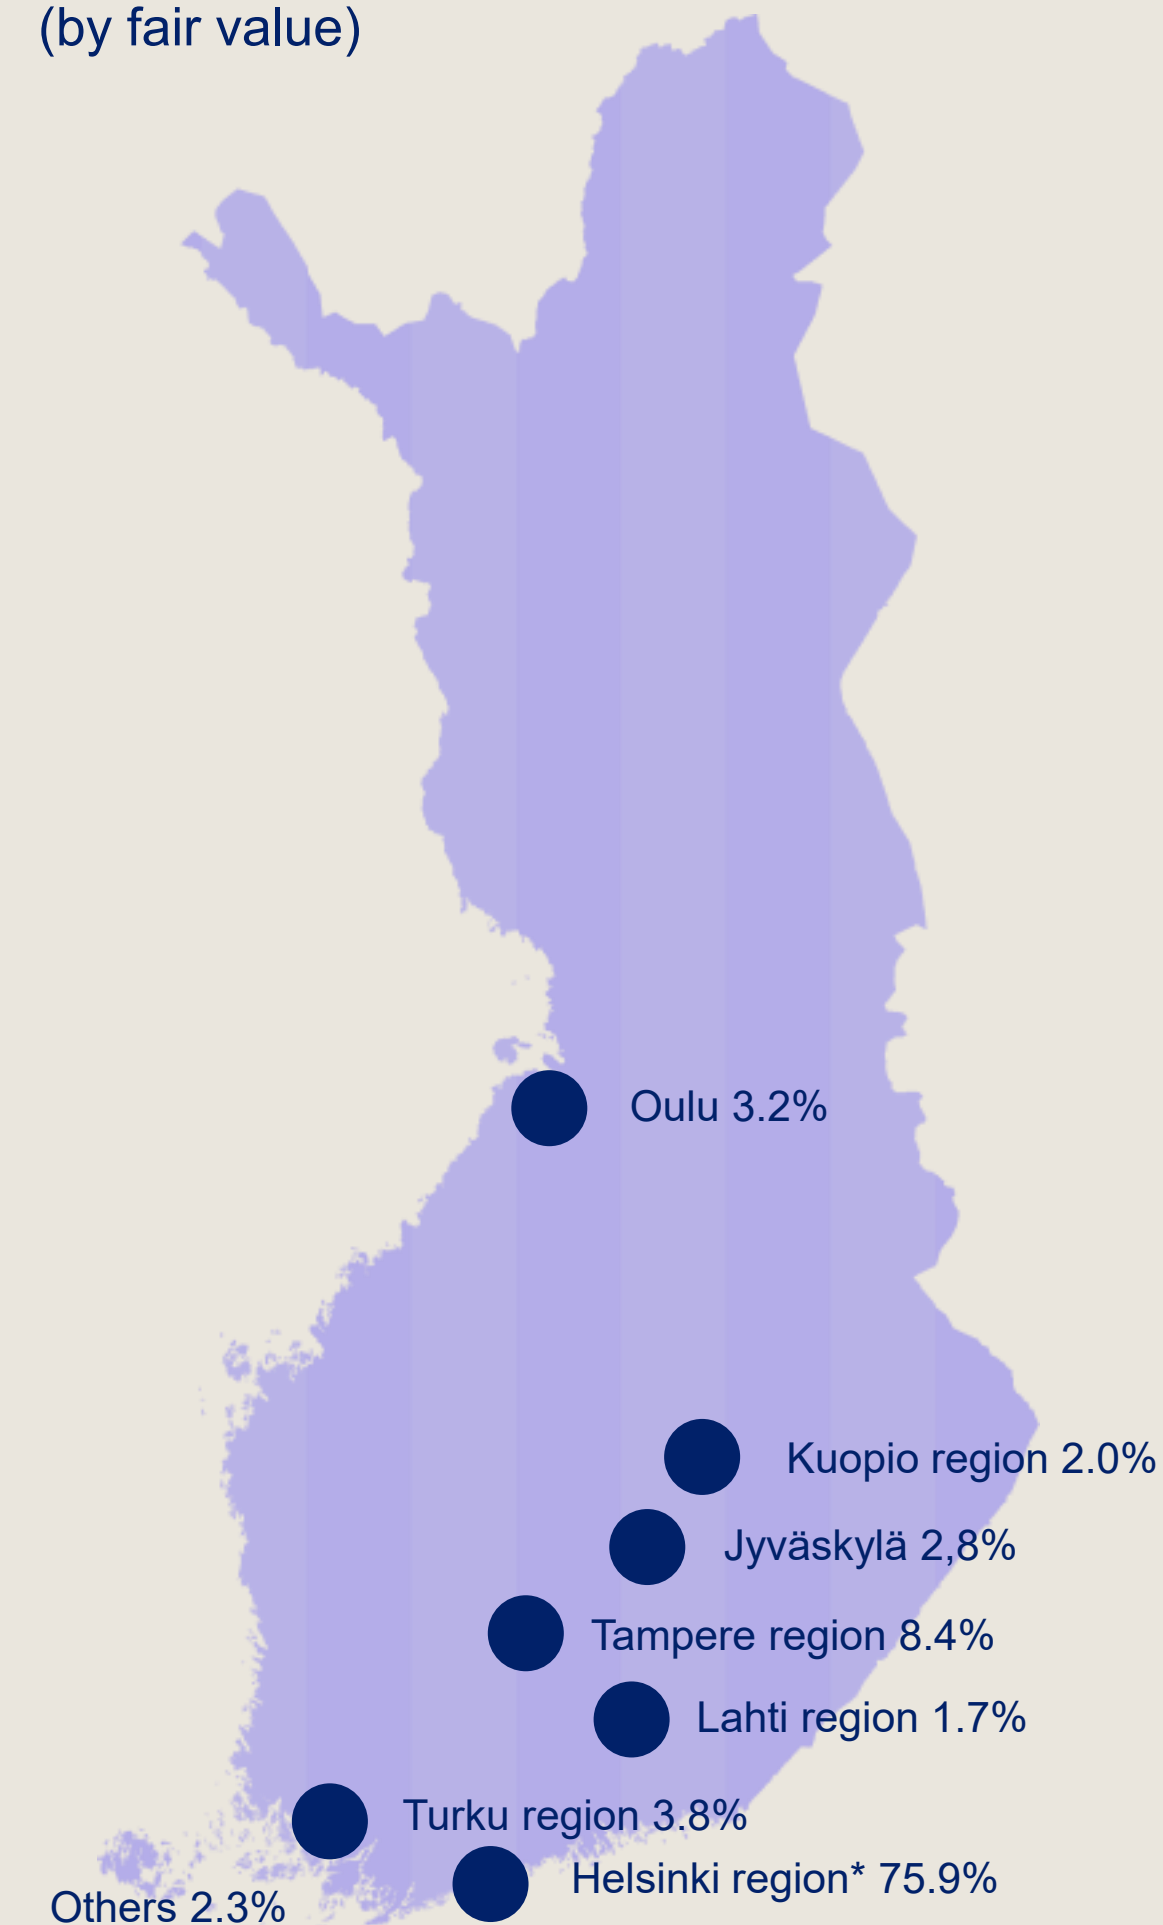 (by fair value)
Oulu 3.2%
Kuopio region 2.0%
Jyväskylä 2,8%
Tampere region 8.4%
Lahti region 1.7%
Turku region 3.8%
Helsinki region* 75.9%
Others 2.3%